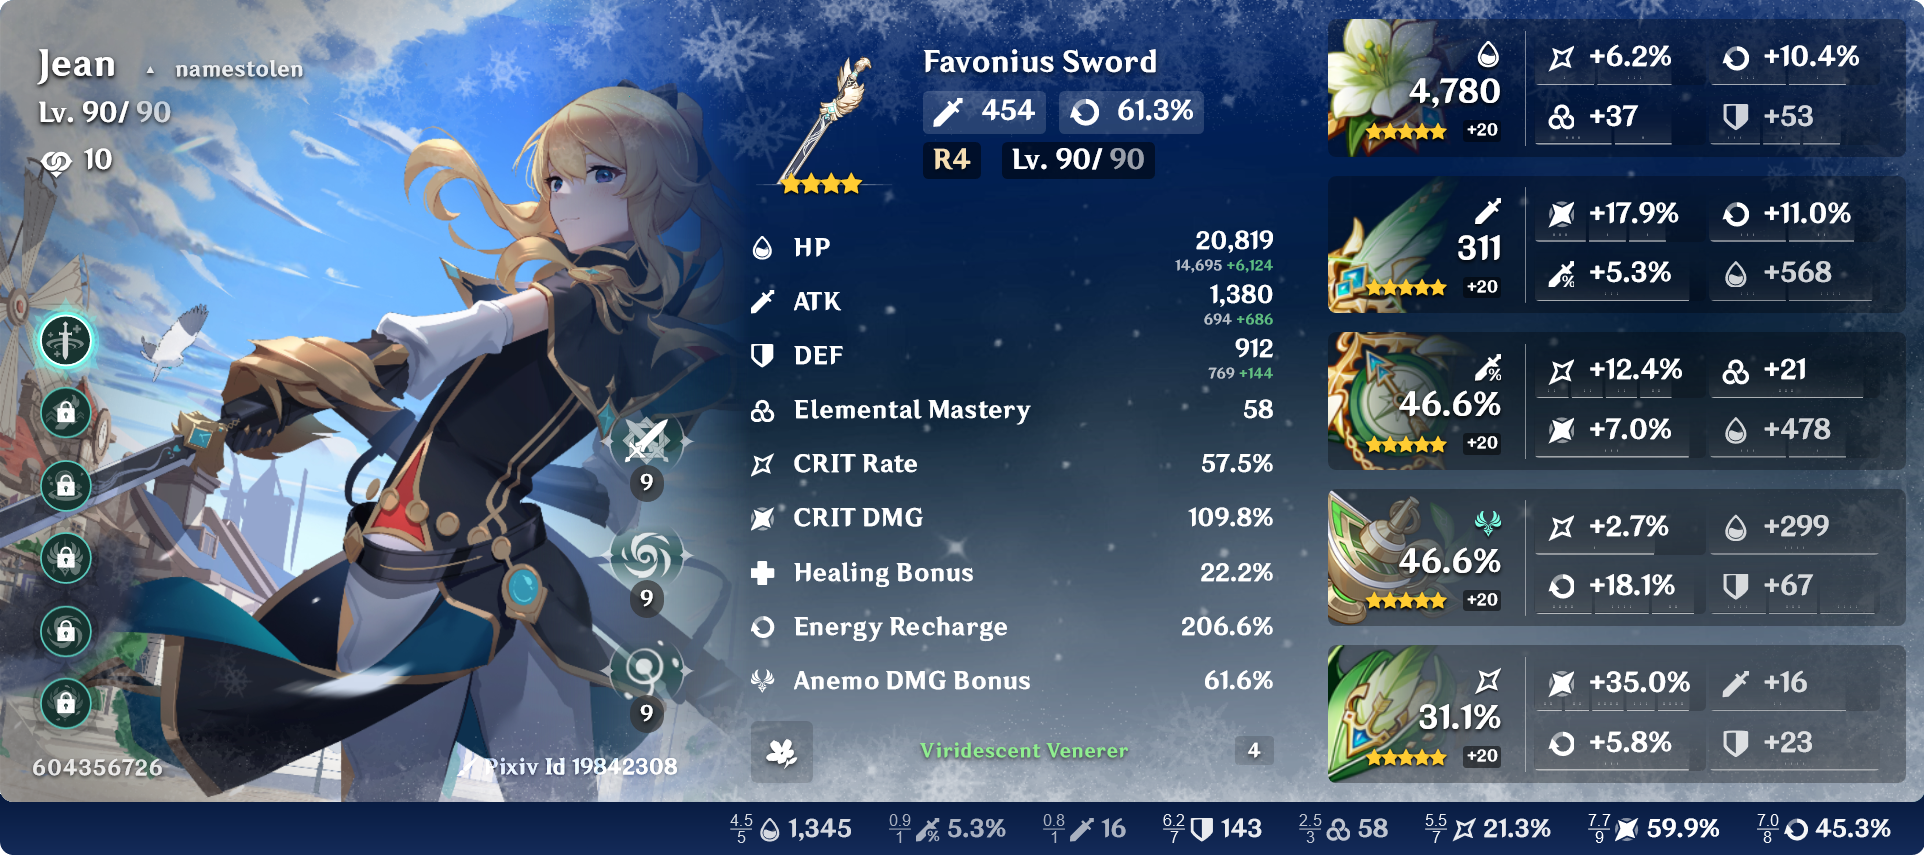 Jean namestolen
Lv. 90/ 90
10
9
9
9
604356726
Pixiv Id 19842308
Favonius Sword
454 61.3%
R4 Lv. 90/ 90
HP 20,819
14,695 +6,124
ATK 1,380
694 +686
DEF 912
769 +144
Elemental Mastery 58
CRIT Rate 57.5%
CRIT DMG 109.8%
Healing Bonus 22.2%
Energy Recharge 206.6%
Anemo DMG Bonus 61.6%
Viridescent Venerer 4
4,780
+20
+6.2% +10.4%
+37 +53
311
+20
+17.9% +11.0%
+5.3% +568
46.6%
+20
+12.4% +21
+7.0% +478
46.6%
+20
+2.7% +299
+18.1% +67
31.1%
+20
+35.0% +16
+5.8% +23
4.5 5 1,345 0.9 1 5.3% 0.8 1 16 6.2 7 143 2.5 3 58 5.5 7 21.3% 7.7 9 59.9% 7.0 8 45.3%